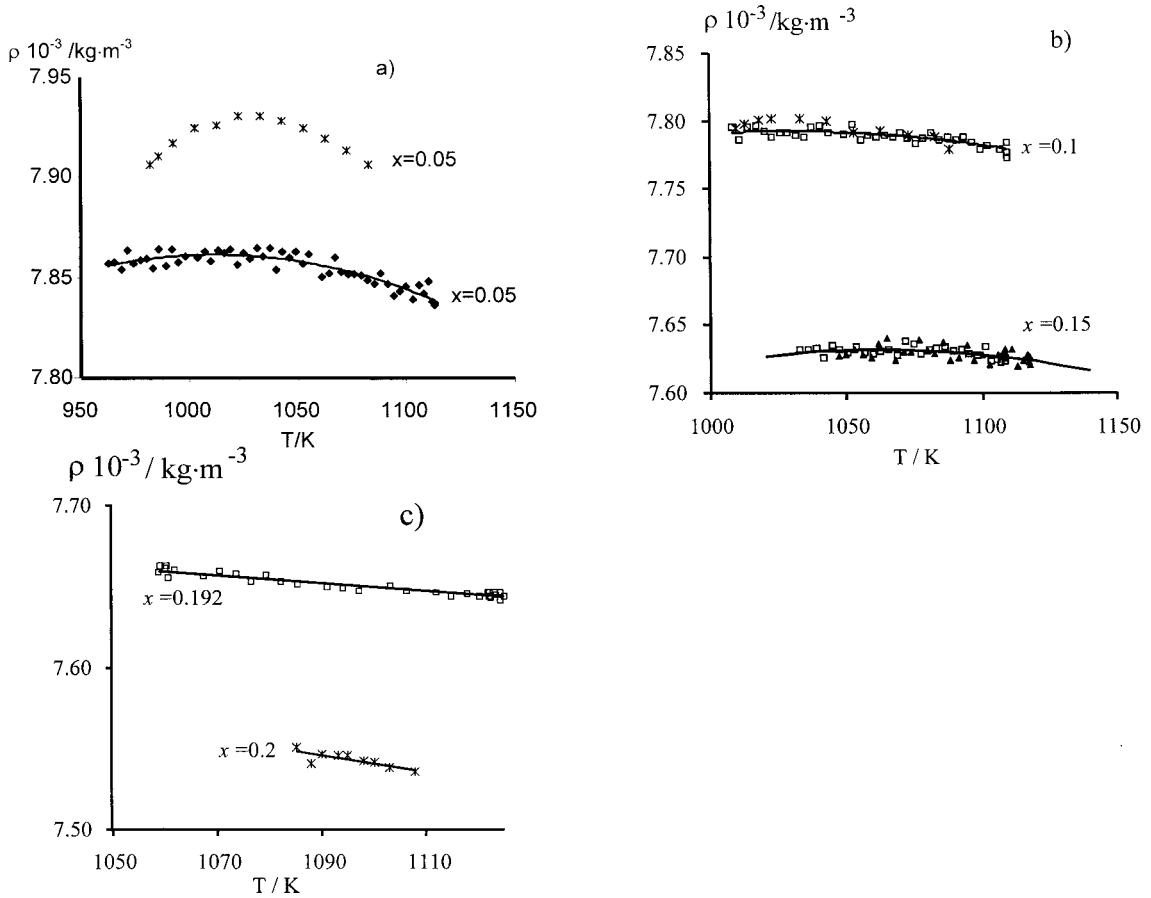 ρ 10⁻³ /kg·m⁻³
a)
7.95
7.90
7.85
7.80
x=0.05
x=0.05
950 1000 1050 1100 1150
T/K
ρ 10⁻³ /kg·m ⁻³
b)
7.85
7.80
7.75
7.70
7.65
7.60
x =0.1
x =0.15
1000 1050 1100 1150
T / K
ρ 10⁻³ / kg·m ⁻³
c)
7.70
7.60
7.50
x =0.192
x =0.2
1050 1070 1090 1110
T / K